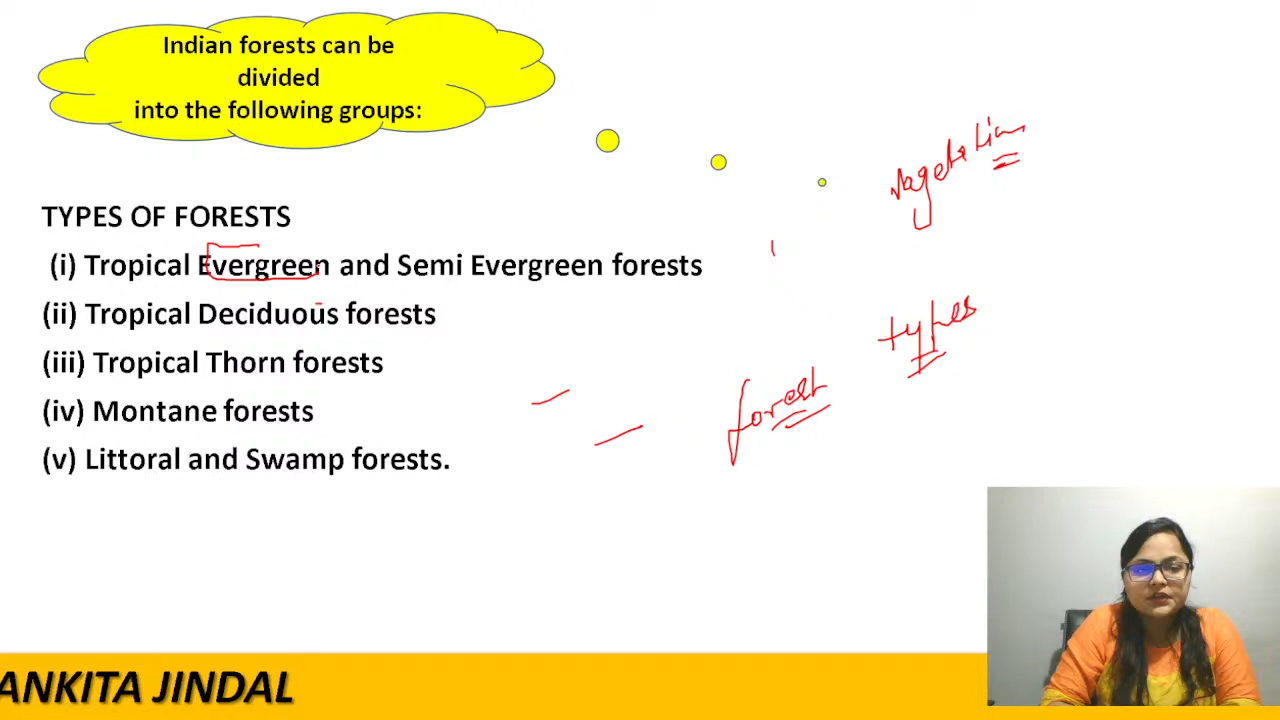 Indian forests can be
divided
into the following groups:
vegetation
TYPES OF FORESTS
(i) Tropical Evergreen and Semi Evergreen forests
(ii) Tropical Deciduous forests
types
(iii) Tropical Thorn forests
(iv) Montane forests
forest
(v) Littoral and Swamp forests.
ANKITA JINDAL